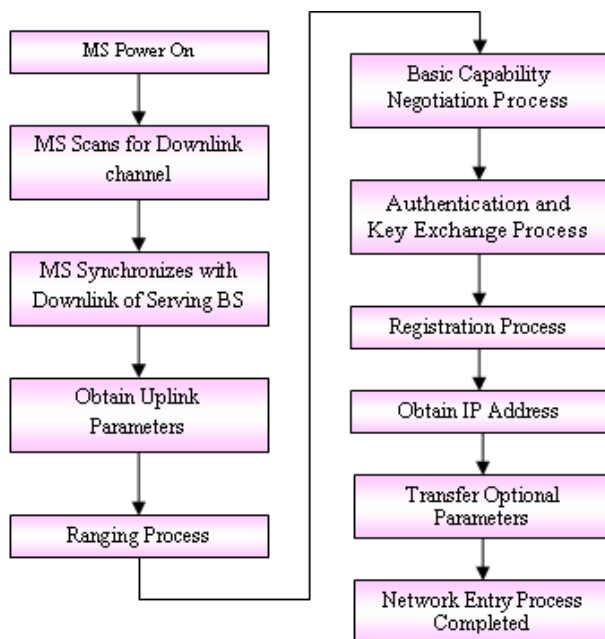 MS Power On
MS Scans for Downlink
channel
MS Synchronizes with
Downlink of Serving BS
Obtain Uplink
Parameters
Ranging Process
Basic Capability
Negotiation Process
Authentication and
Key Exchange Process
Registration Process
Obtain IP Address
Transfer Optional
Parameters
Network Entry Process
Completed